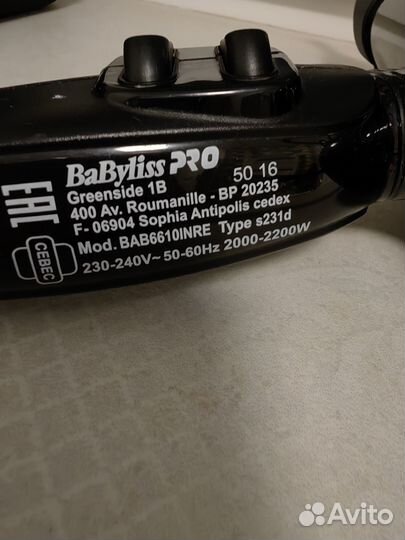 BaByliss PRO 50 16
Greenside 1B
400 Av. Roumanille - BP 20235
F- 06904 Sophia Antipolis cedex
Mod. BAB6610INRE Type s231d
230-240V~ 50-60Hz 2000-2200W
EAC
CEBEC
Avito